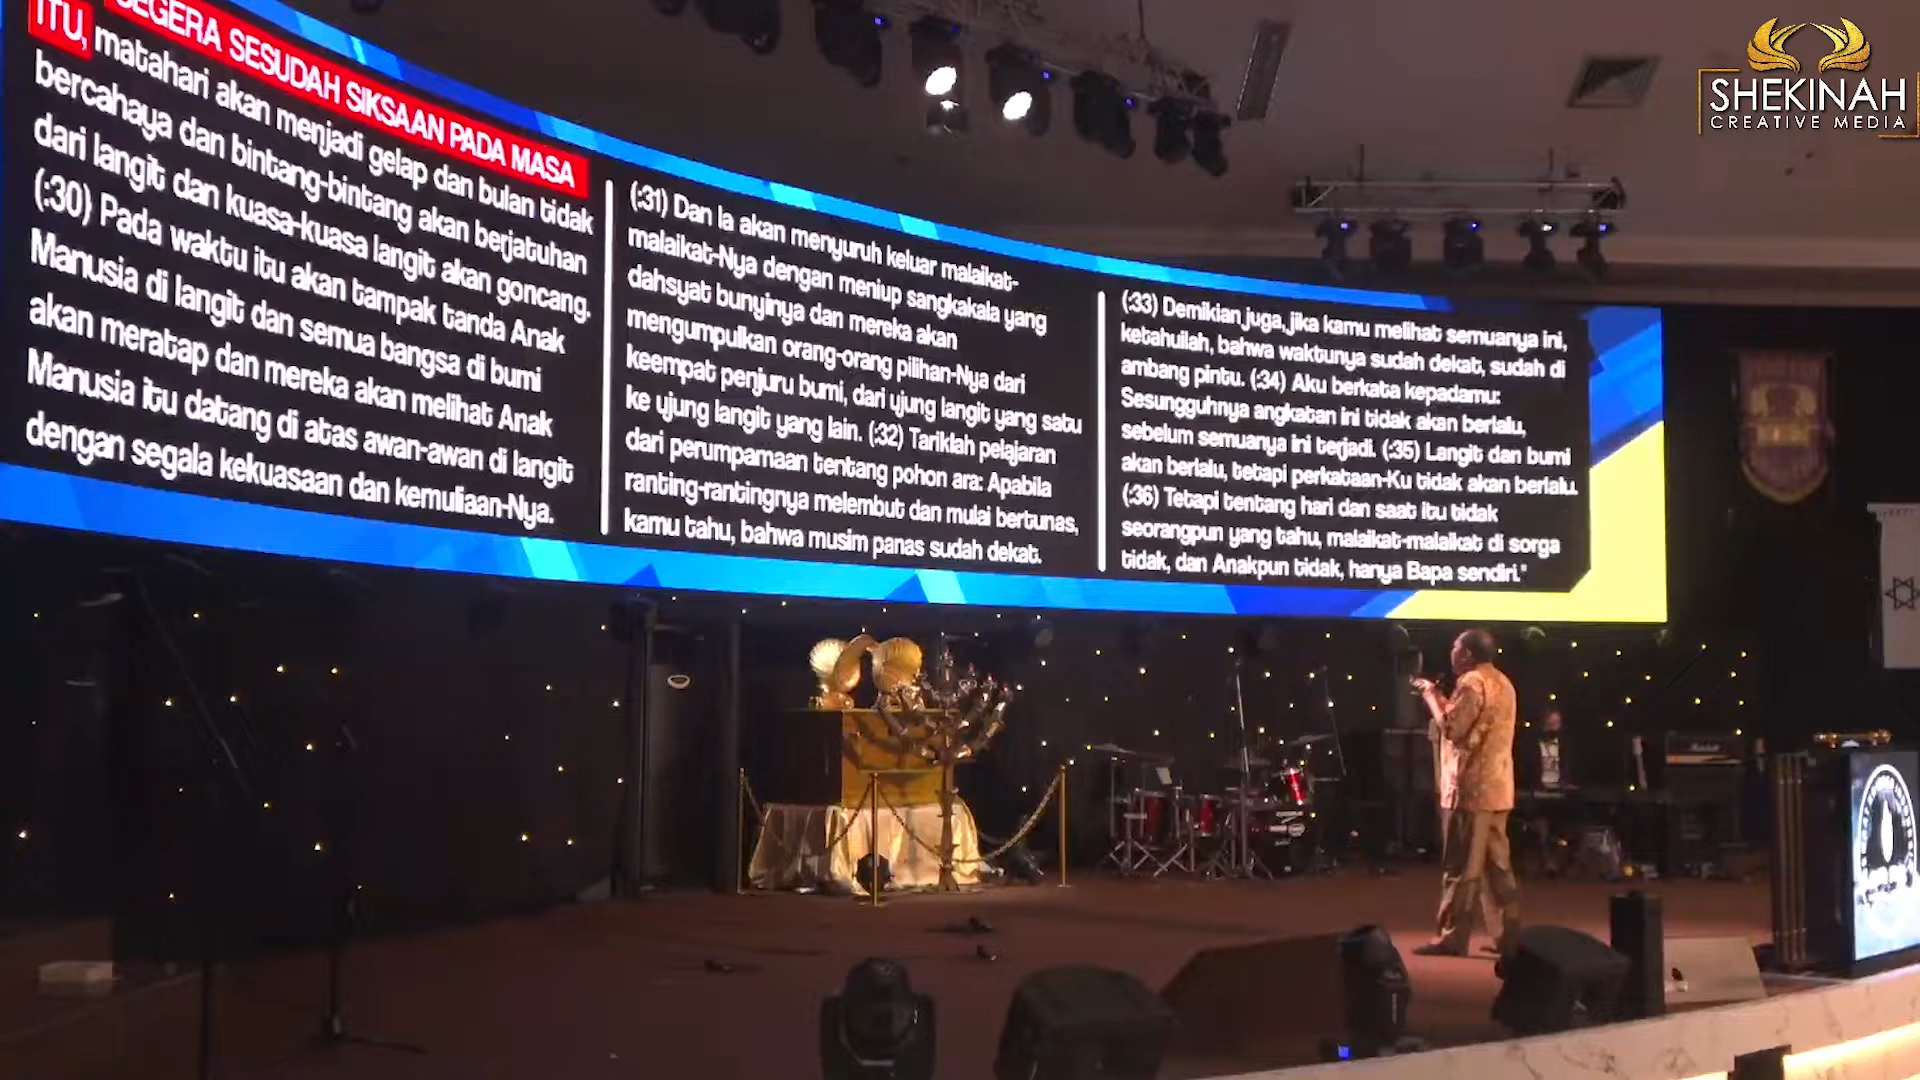 SEGERA SESUDAH SIKSAAN PADA MASA
ITU, matahari akan menjadi gelap dan bulan tidak
bercahaya dan bintang-bintang akan berjatuhan
dari langit dan kuasa-kuasa langit akan goncang.
(:30) Pada waktu itu akan tampak tanda Anak
Manusia di langit dan semua bangsa di bumi
akan meratap dan mereka akan melihat Anak
Manusia itu datang di atas awan-awan di langit
dengan segala kekuasaan dan kemuliaan-Nya.
(:31) Dan Ia akan menyuruh keluar malaikat-
malaikat-Nya dengan meniup sangkakala yang
dahsyat bunyinya dan mereka akan
mengumpulkan orang-orang pilihan-Nya dari
keempat penjuru bumi, dari ujung langit yang satu
ke ujung langit yang lain. (:32) Tariklah pelajaran
dari perumpamaan tentang pohon ara: Apabila
ranting-rantingnya melembut dan mulai bertunas,
kamu tahu, bahwa musim panas sudah dekat.
(:33) Demikian juga, jika kamu melihat semuanya ini,
ketahuilah, bahwa waktunya sudah dekat, sudah di
ambang pintu. (:34) Aku berkata kepadamu:
Sesungguhnya angkatan ini tidak akan berlalu,
sebelum semuanya ini terjadi. (:35) Langit dan bumi
akan berlalu, tetapi perkataan-Ku tidak akan berlalu.
(:36) Tetapi tentang hari dan saat itu tidak
seorangpun yang tahu, malaikat-malaikat di sorga
tidak, dan Anakpun tidak, hanya Bapa sendiri."
SHEKINAH
CREATIVE MEDIA